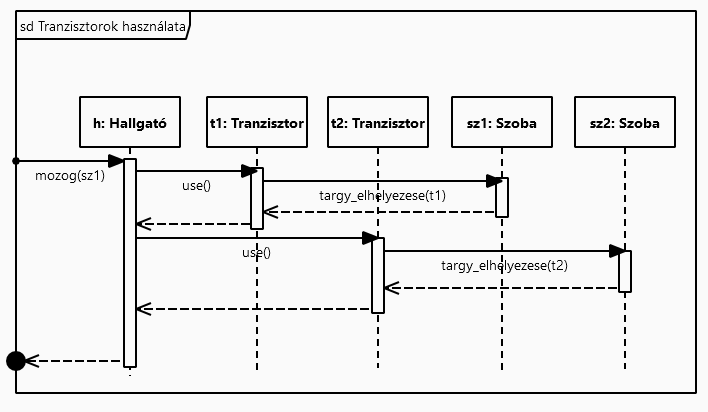 sd Tranzisztorok használata
h: Hallgató
t1: Tranzisztor
t2: Tranzisztor
sz1: Szoba
sz2: Szoba
mozog(sz1)
use()
targy_elhelyezese(t1)
use()
targy_elhelyezese(t2)